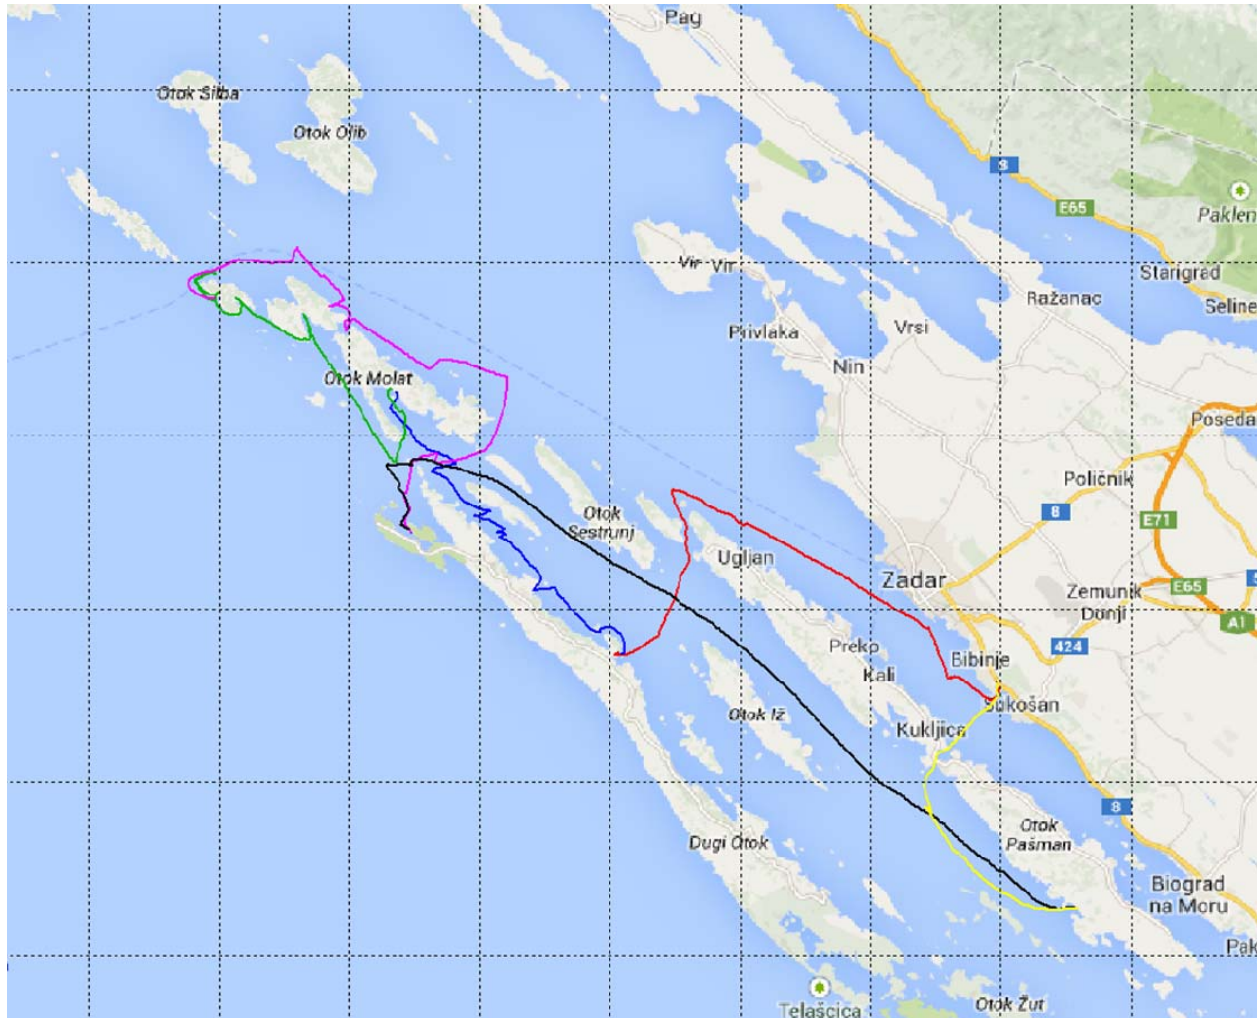 Pag
Otok Silba
Otok Olib
8
E65
Paklen
Vir Vir
Starigrad
Ražanac
Seline
Privlaka
Vrsi
Nin
Otok Molat
Poseda
Poličnik
8
E71
Otok
Sestrunj
Ugljan
Zadar
Zemunik
Donji
E65
A1
424
Preko
Bibinje
Kali
Sukošan
Otok Iž
Kukljica
8
Dugi Otok
Otok
Pašman
Biograd
na Moru
Pak
Telašćica
Otok Žut